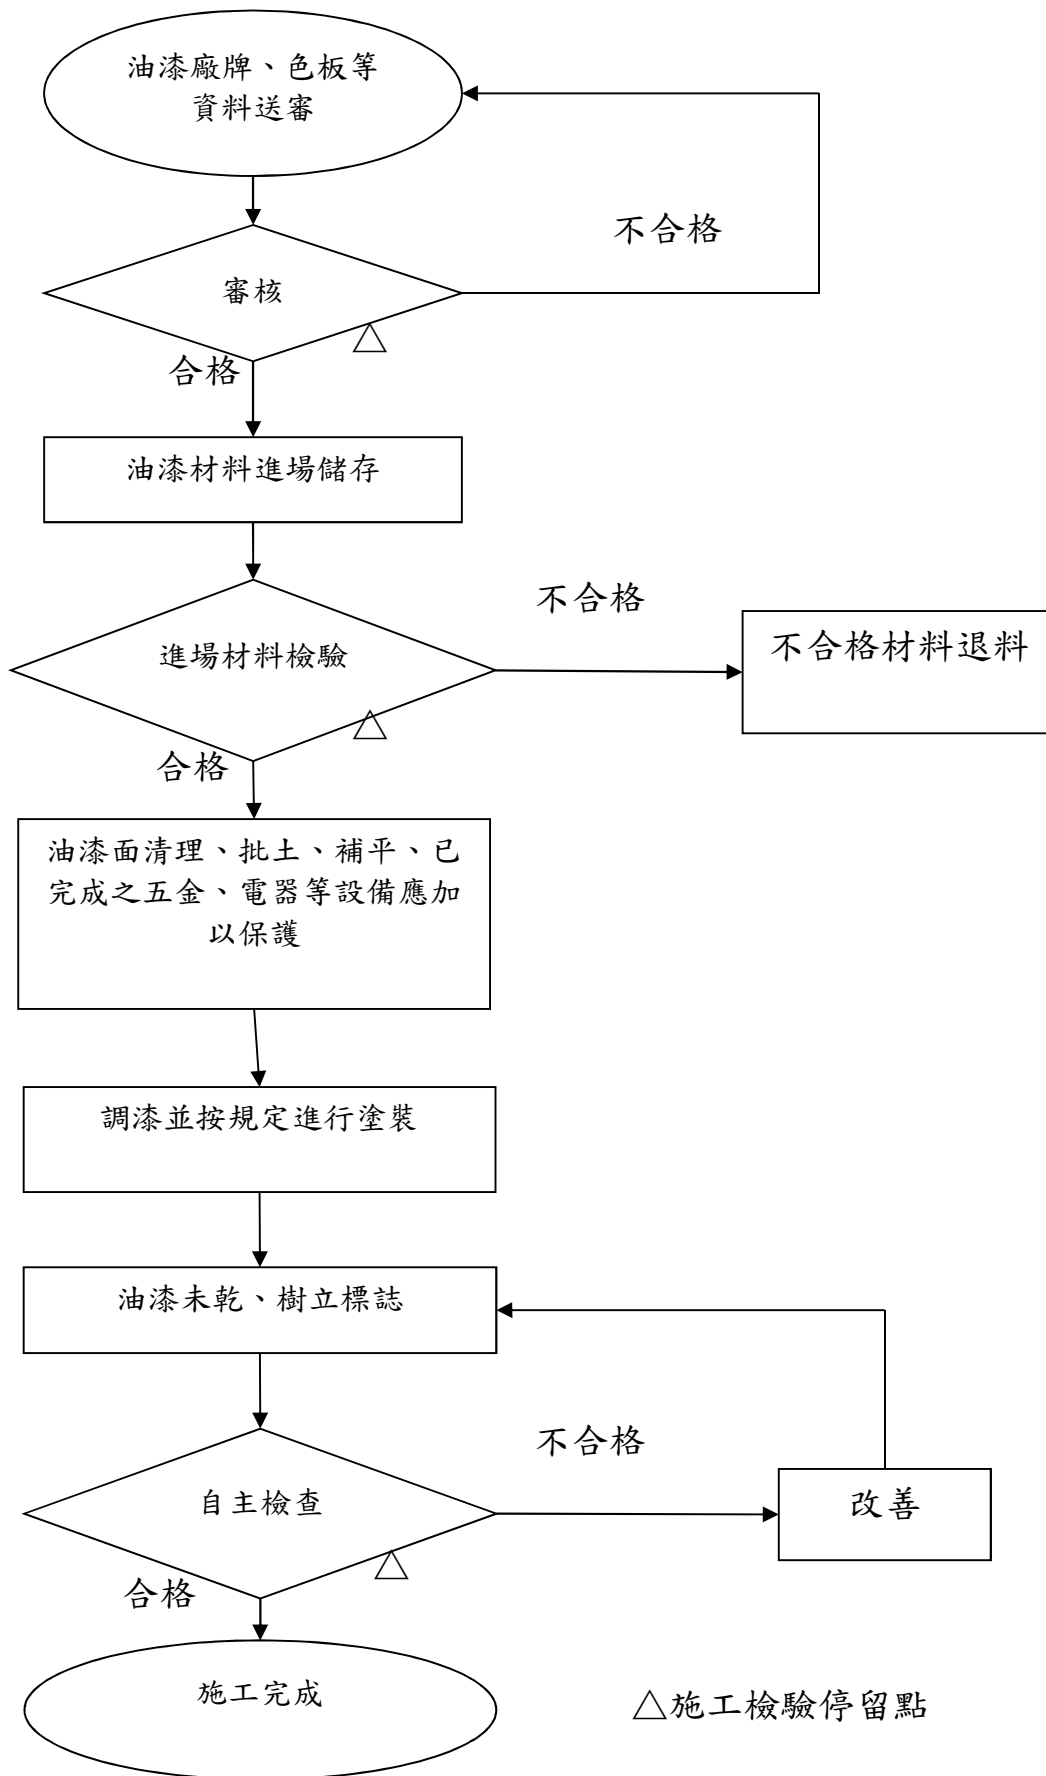 油漆廠牌、色板等
資料送審
不合格
審核
△
合格
油漆材料進場儲存
不合格
不合格材料退料
進場材料檢驗
△
合格
油漆面清理、批土、補平、已
完成之五金、電器等設備應加
以保護
調漆並按規定進行塗裝
油漆未乾、樹立標誌
不合格
自主檢查
改善
△
合格
施工完成
△施工檢驗停留點